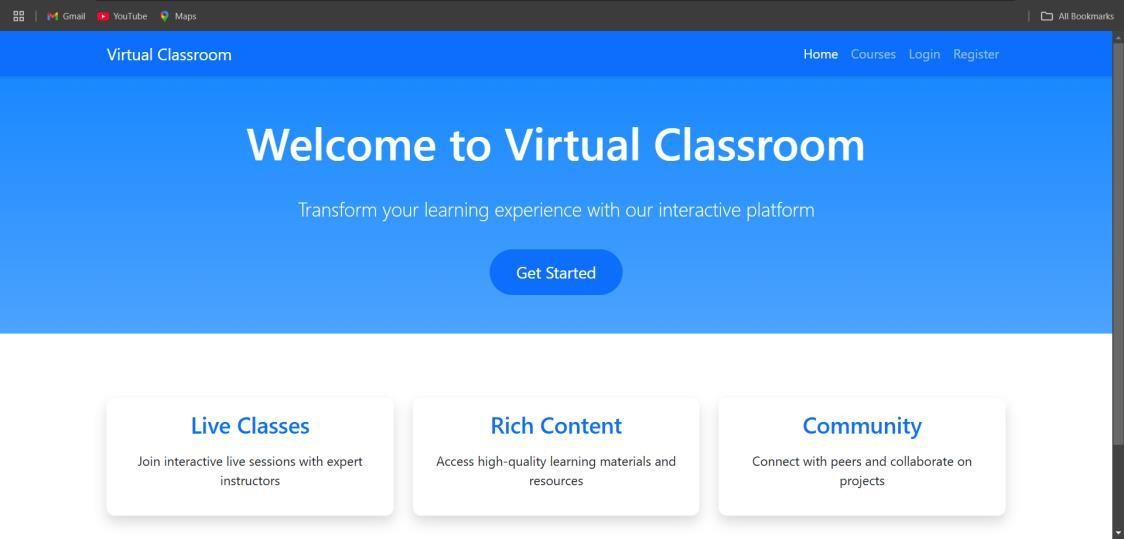 Gmail YouTube Maps All Bookmarks
Virtual Classroom Home Courses Login Register
Welcome to Virtual Classroom
Transform your learning experience with our interactive platform
Get Started
Live Classes
Join interactive live sessions with expert
instructors
Rich Content
Access high-quality learning materials and
resources
Community
Connect with peers and collaborate on
projects